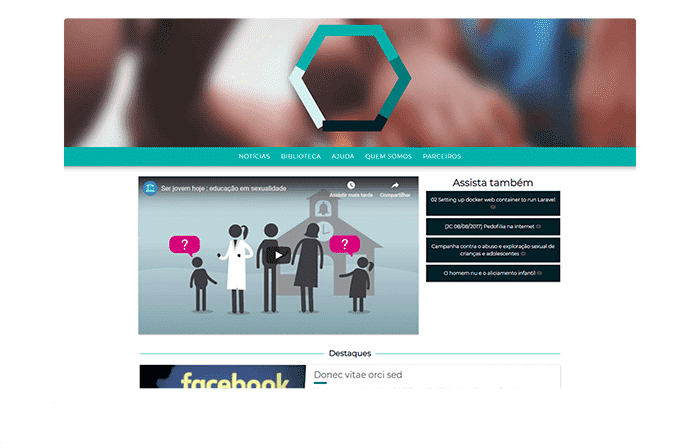 NOTÍCIAS BIBLIOTECA AJUDA QUEM SOMOS PARCEIROS
Ser jovem hoje : educação em sexualidade
Assistir mais tarde
Compartilhar
?
?
Assista também
02 Setting up docker web container to run Laravel
[JC 08/08/2017] Pedofilia na internet
Campanha contra o abuso e exploração sexual de
crianças e adolescentes
O homem nu e o aliciamento infantil
Destaques
facebook
Donec vitae orci sed